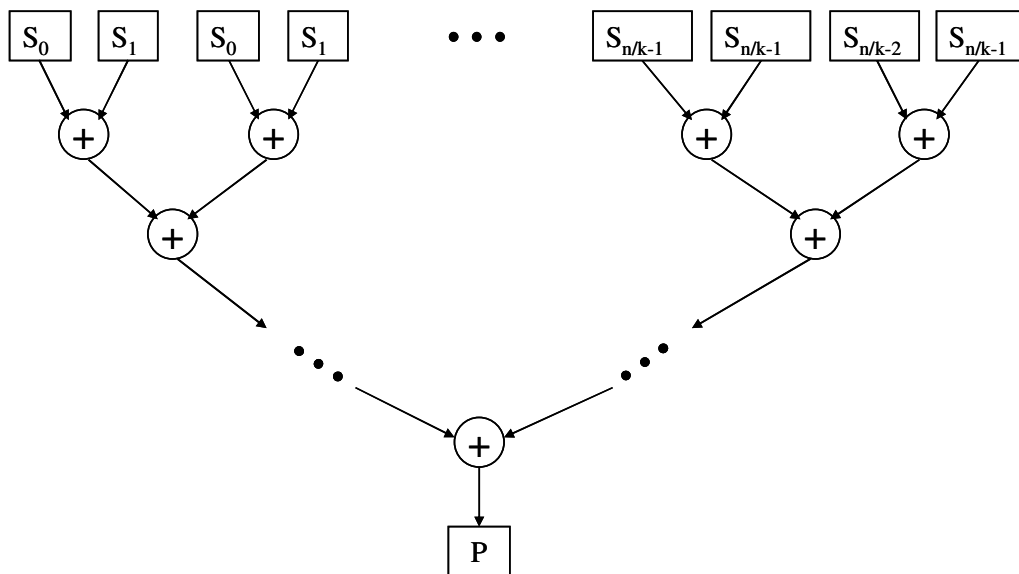 S0 S1 S0 S1 • • • Sn/k-1 Sn/k-1 Sn/k-2 Sn/k-1
+ + + +
+ +
• • • • • •
+
P